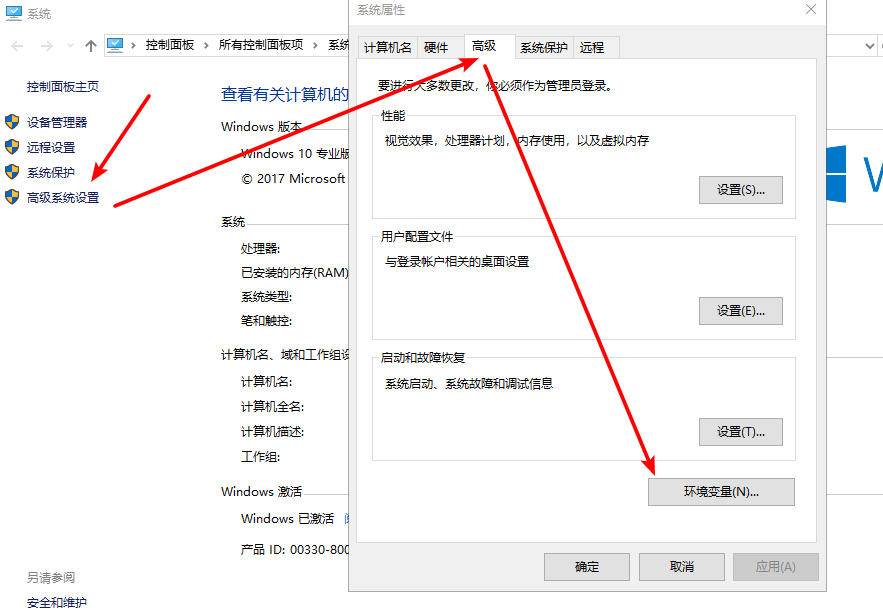 系统
控制面板 › 所有控制面板项 › 系统
控制面板主页
设备管理器
远程设置
系统保护
高级系统设置
查看有关计算机的
Windows 版本
Windows 10 专业版
© 2017 Microsoft
系统
处理器:
已安装的内存(RAM)
系统类型:
笔和触控:
计算机名、域和工作组设
计算机名:
计算机全名:
计算机描述:
工作组:
Windows 激活
Windows 已激活
产品 ID: 00330-800
另请参阅
安全和维护
系统属性
计算机名 硬件 高级 系统保护 远程
要进行大多数更改，你必须作为管理员登录。
性能
视觉效果，处理器计划，内存使用，以及虚拟内存
设置(S)...
用户配置文件
与登录帐户相关的桌面设置
设置(E)...
启动和故障恢复
系统启动、系统故障和调试信息
设置(T)...
环境变量(N)...
确定 取消 应用(A)